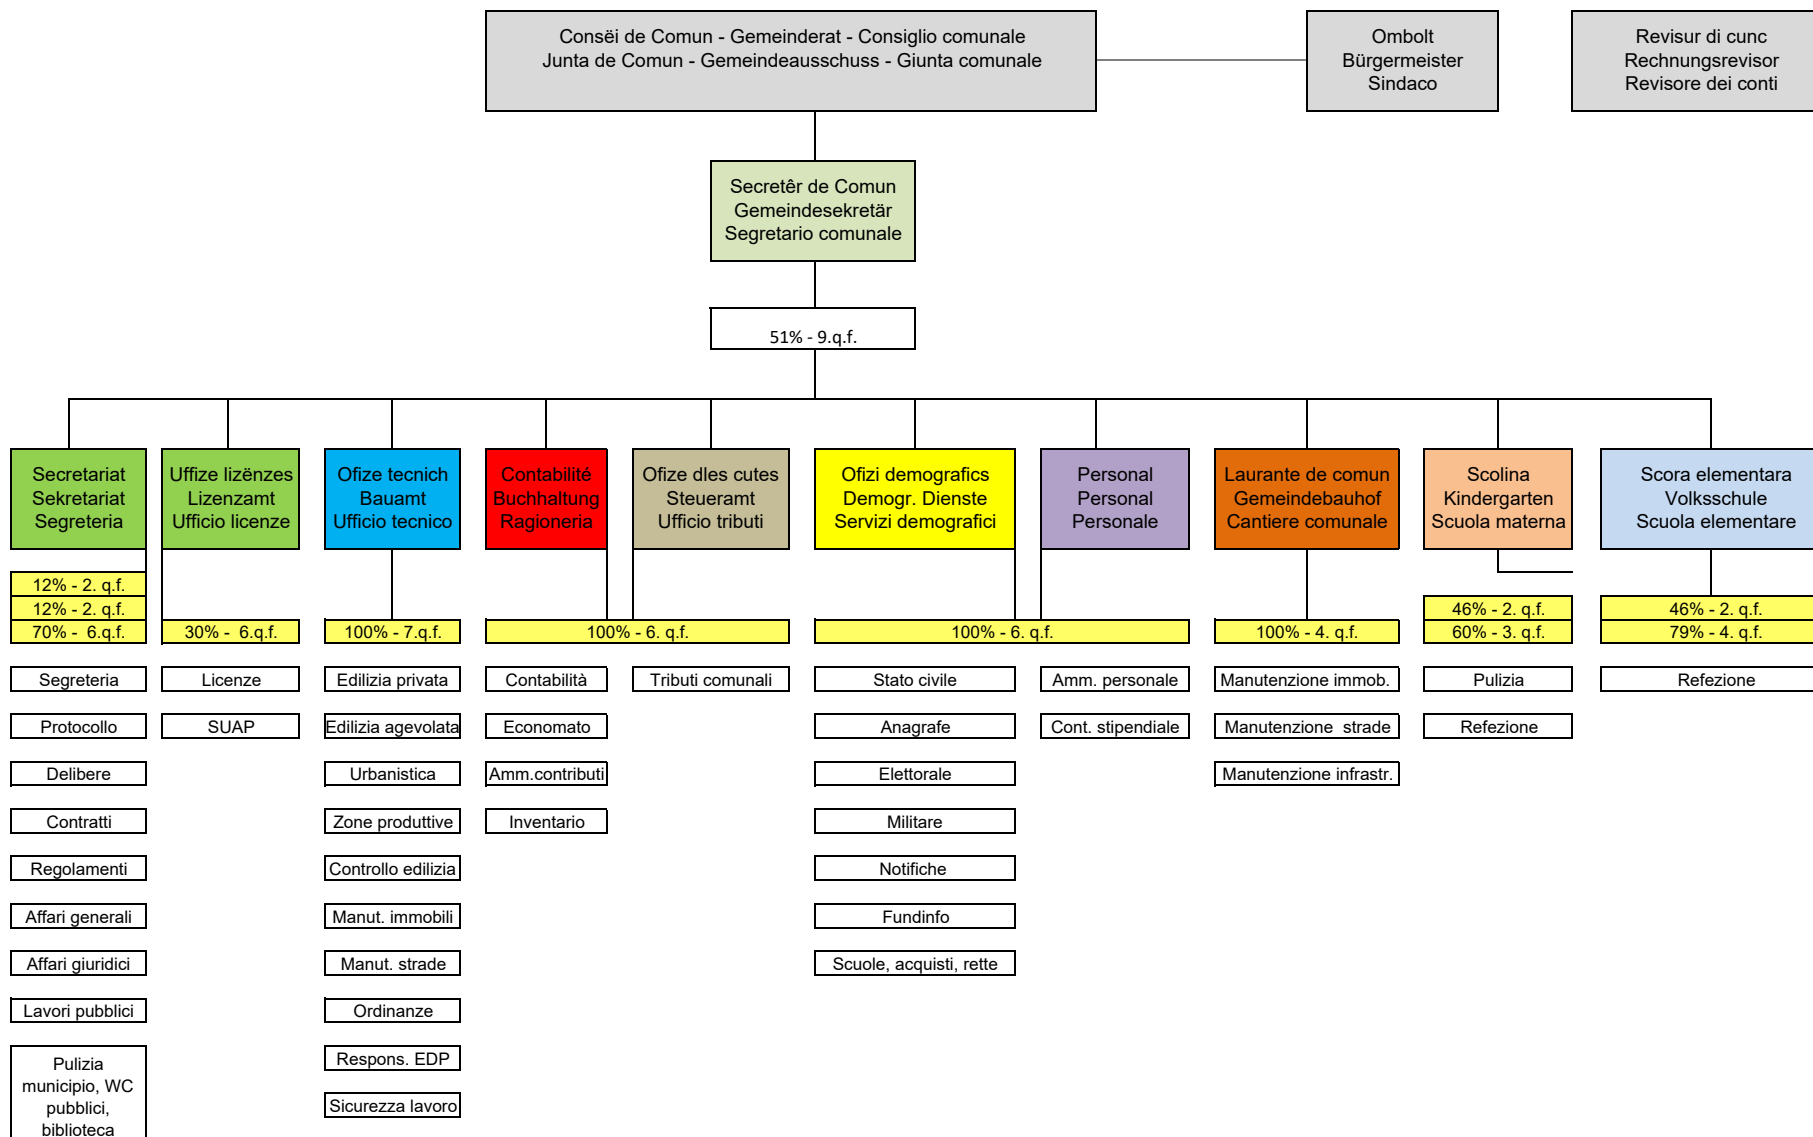 Consëi de Comun - Gemeinderat - Consiglio comunale
Junta de Comun - Gemeindeausschuss - Giunta comunale
Ombolt
Bürgermeister
Sindaco
Revisur di cunc
Rechnungsrevisor
Revisore dei conti
Secretêr de Comun
Gemeindesekretär
Segretario comunale
51% - 9.q.f.
Secretariat
Sekretariat
Segreteria
Uffize lizënzes
Lizenzamt
Ufficio licenze
Ofize tecnich
Bauamt
Ufficio tecnico
Contabilité
Buchhaltung
Ragioneria
Ofize dles cutes
Steueramt
Ufficio tributi
Ofizi demografics
Demogr. Dienste
Servizi demografici
Personal
Personal
Personale
Laurante de comun
Gemeindebauhof
Cantiere comunale
Scolina
Kindergarten
Scuola materna
Scora elementara
Volksschule
Scuola elementare
12% - 2. q.f.
12% - 2. q.f.
70% -  6.q.f.
30% -  6.q.f.
100% - 7.q.f.
100% - 6. q.f.
100% - 6. q.f.
100% - 4. q.f.
46% - 2. q.f.
60% - 3. q.f.
46% - 2. q.f.
79% - 4. q.f.
Segreteria
Protocollo
Delibere
Contratti
Regolamenti
Affari generali
Affari giuridici
Lavori pubblici
Pulizia
municipio, WC
pubblici,
biblioteca
Licenze
SUAP
Edilizia privata
Edilizia agevolata
Urbanistica
Zone produttive
Controllo edilizia
Manut. immobili
Manut. strade
Ordinanze
Respons. EDP
Sicurezza lavoro
Contabilità
Economato
Amm.contributi
Inventario
Tributi comunali
Stato civile
Anagrafe
Elettorale
Militare
Notifiche
Fundinfo
Scuole, acquisti, rette
Amm. personale
Cont. stipendiale
Manutenzione immob.
Manutenzione  strade
Manutenzione infrastr.
Pulizia
Refezione
Refezione